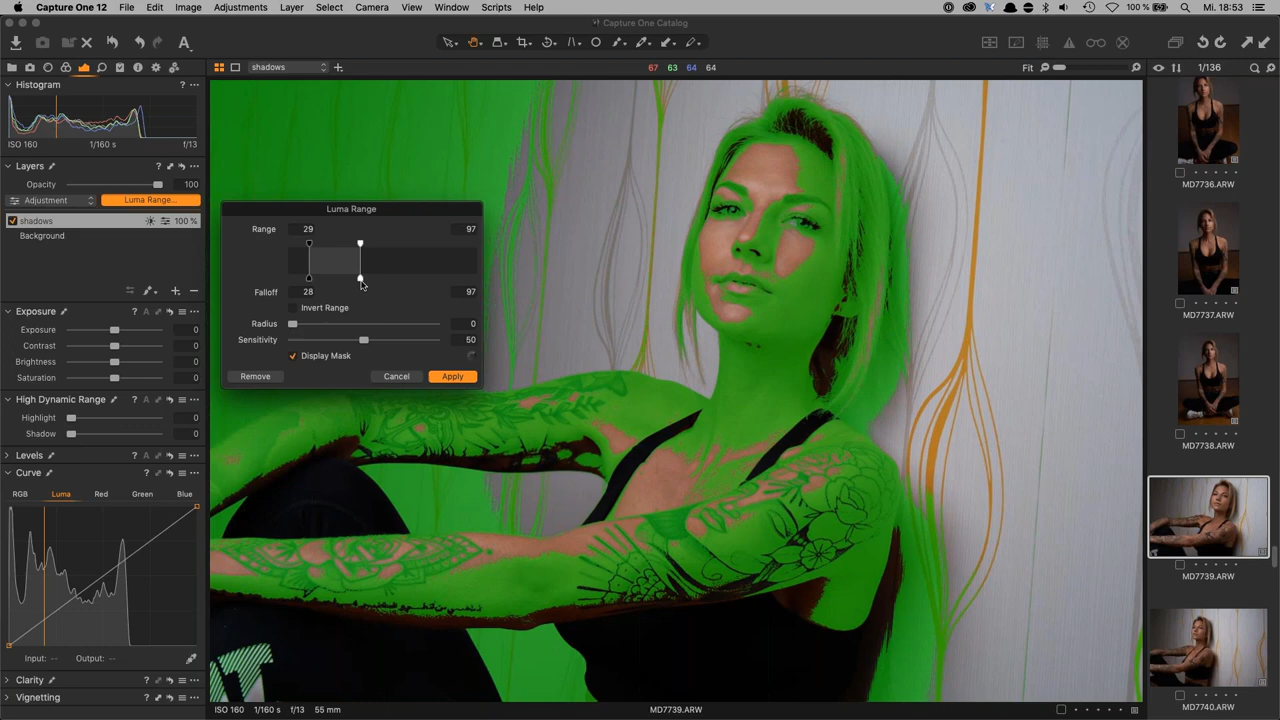 Capture One 12 File Edit Image Adjustments Layer Select Camera View Window Scripts Help 100 % Mi. 18:53
Capture One Catalog
shadows 67 63 64 64 Fit 1/136
Histogram ? ...
ISO 160 1/160 s f/13
Layers ? ...
Opacity 100
Adjustment Luma Range...
shadows 100 %
Background
Exposure A ? ...
Exposure 0
Contrast 0
Brightness 0
Saturation 0
High Dynamic Range A ? ...
Highlight 0
Shadow 0
Levels A ? ...
Curve ? ...
RGB Luma Red Green Blue
Input: -- Output: --
Clarity ? ...
Vignetting ? ...
Luma Range
Range 29 97
Falloff 28 97
Invert Range
Radius 0
Sensitivity 50
Display Mask
Remove Cancel Apply
AT
ISO 160 1/160 s f/13 55 mm MD7739.ARW
MD7736.ARW
MD7737.ARW
MD7738.ARW
MD7739.ARW
MD7740.ARW